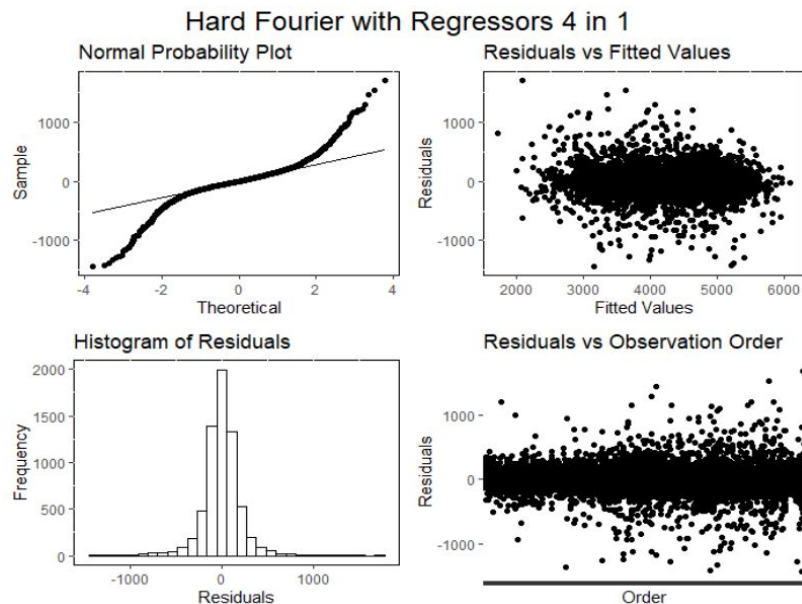 Hard Fourier with Regressors 4 in 1
Normal Probability Plot
Sample
1000
0
-1000
-4
-2
0
2
4
Theoretical
Residuals vs Fitted Values
Residuals
1000
0
-1000
2000
3000
4000
5000
6000
Fitted Values
Histogram of Residuals
Frequency
2000
1500
1000
500
0
-1000
0
1000
Residuals
Residuals vs Observation Order
Residuals
1000
0
-1000
Order